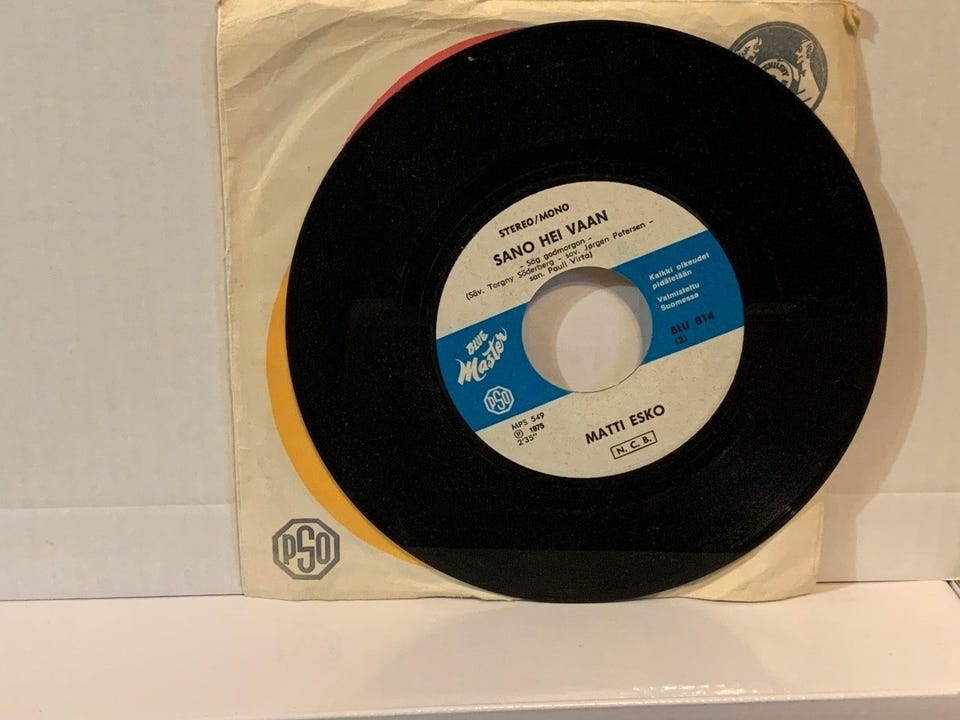 STEREO/MONO
SANO HEI VAAN
- Säg godmorgon -
(Säv. Torgny Söderberg - sov. Jørgen Petersen -
san. Pauli Virta)
Kaikki oikeudet
pidätetään
Valmistettu
Suomessa
BLU 814
(2)
BLUE
Master
PSO
MPS 549
Ⓟ 1975
2'35"
MATTI ESKO
N. C. B.
PSO